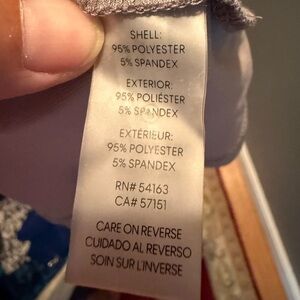 SHELL:
95% POLYESTER
5% SPANDEX
EXTERIOR:
95% POLIÉSTER
5% SPANDEX
EXTÉRIEUR:
95% POLYESTER
5% SPANDEX
RN# 54163
CA# 57151
CARE ON REVERSE
CUIDADO AL REVERSO
SOIN SUR L'INVERSE